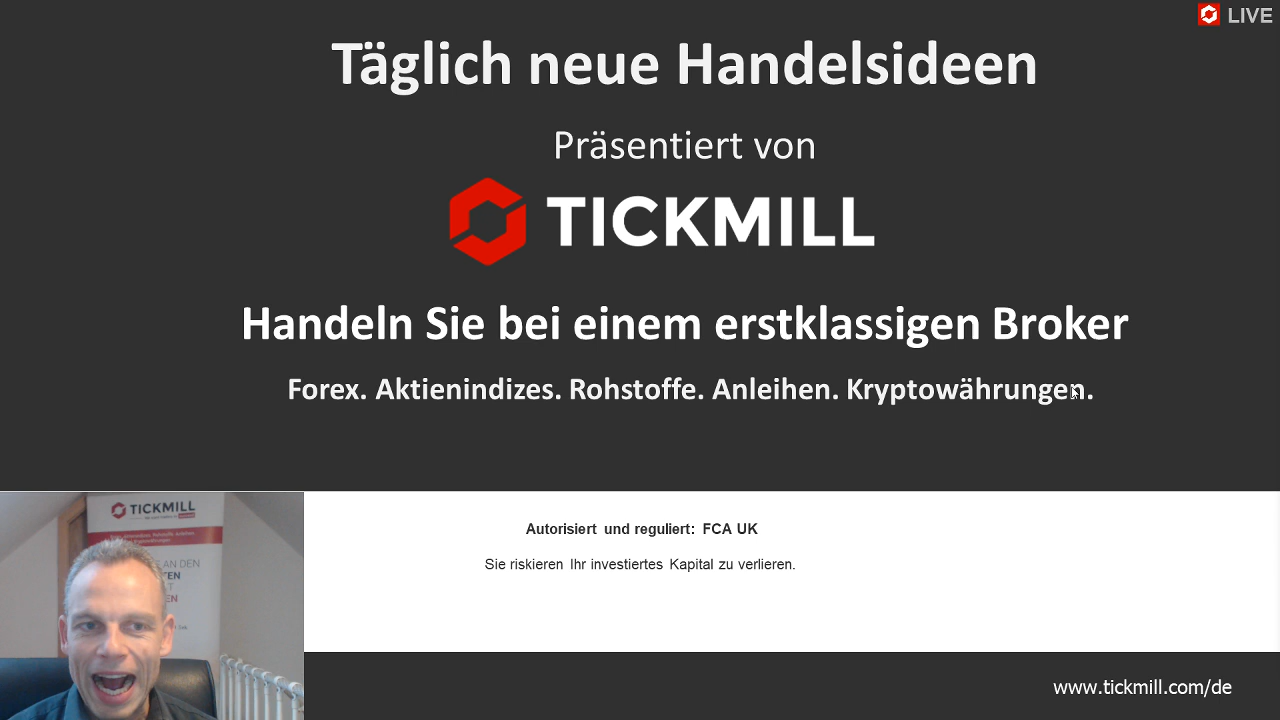 LIVE
Täglich neue Handelsideen
Präsentiert von
TICKMILL
Handeln Sie bei einem erstklassigen Broker
Forex. Aktienindizes. Rohstoffe. Anleihen. Kryptowährungen.
TICKMILL
Autorisiert und reguliert: FCA UK
Sie riskieren Ihr investiertes Kapital zu verlieren.
www.tickmill.com/de